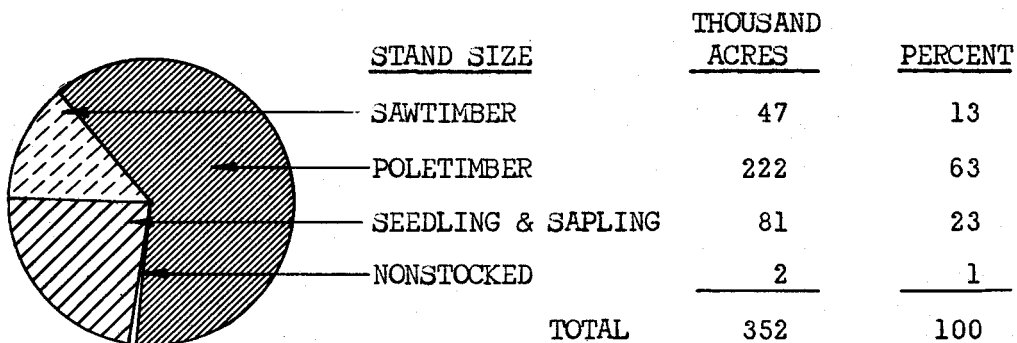 THOUSAND
STAND SIZE ACRES PERCENT
SAWTIMBER 47 13
POLETIMBER 222 63
SEEDLING & SAPLING 81 23
NONSTOCKED 2 1
TOTAL 352 100